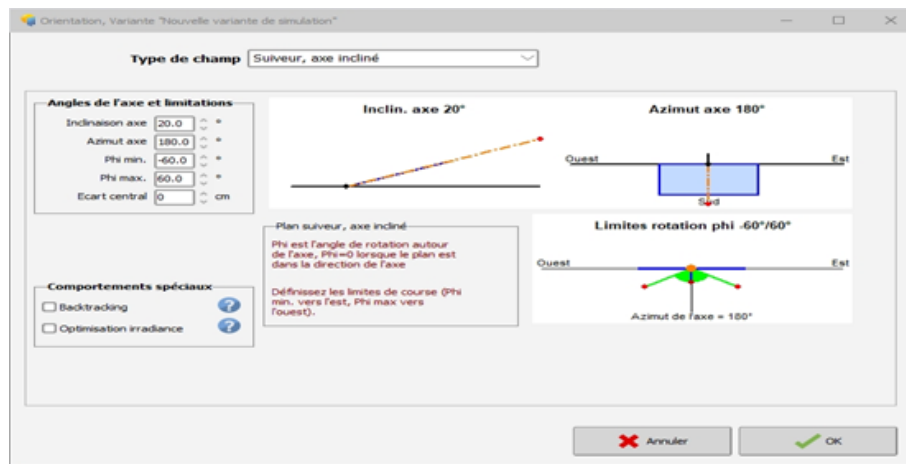 Orientation, Variante "Nouvelle variante de simulation"
Type de champ Suiveur, axe incliné
Angles de l'axe et limitations
Inclinaison axe 20.0 °
Azimut axe 180.0 °
Phi min. -60.0 °
Phi max. 60.0 °
Ecart central 0 cm
Inclin. axe 20°
Azimut axe 180°
Ouest Est
Sud
Plan suiveur, axe incliné
Phi est l'angle de rotation autour
de l'axe, Phi=0 lorsque le plan est
dans la direction de l'axe
Définissez les limites de course (Phi
min. vers l'est, Phi max vers
l'ouest).
Limites rotation phi -60°/60°
Ouest Est
Azimut de l'axe = 180°
Comportements spéciaux
Backtracking ?
Optimisation irradiance ?
Annuler OK